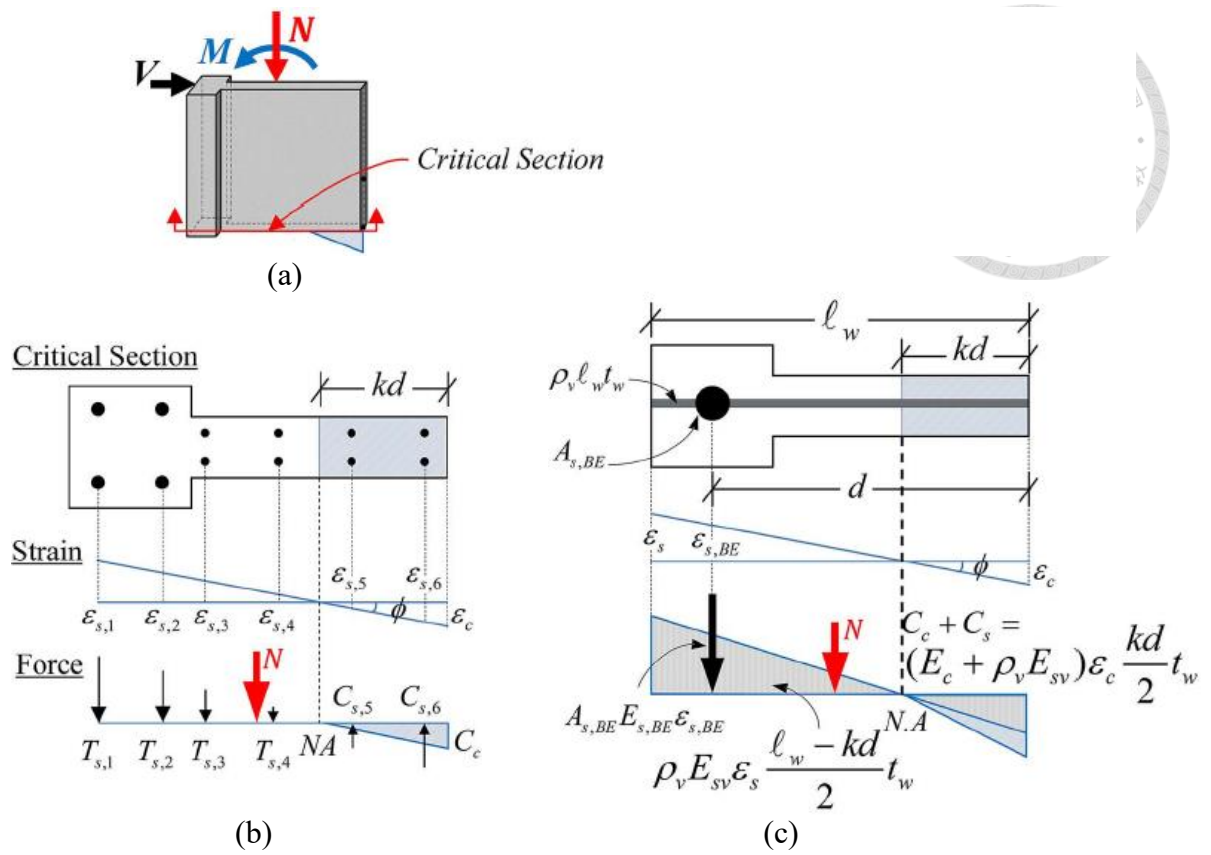 M
N
V
Critical Section
(a)
Critical Section
kd
Strain
ε_{s,1} ε_{s,2} ε_{s,3} ε_{s,4} ε_{s,5} ε_{s,6} ϕ ε_c
Force
N
C_{s,5} C_{s,6}
T_{s,1} T_{s,2} T_{s,3} T_{s,4} NA C_c
(b)
ℓ_w
kd
ρ_v ℓ_w t_w
A_{s,BE}
d
ε_s ε_{s,BE} ϕ ε_c
N
C_c + C_s =
(E_c + ρ_v E_{sv}) ε_c \frac{kd}{2} t_w
A_{s,BE} E_{s,BE} ε_{s,BE}
N.A
ρ_v E_{sv} ε_s \frac{ℓ_w − kd}{2} t_w
(c)